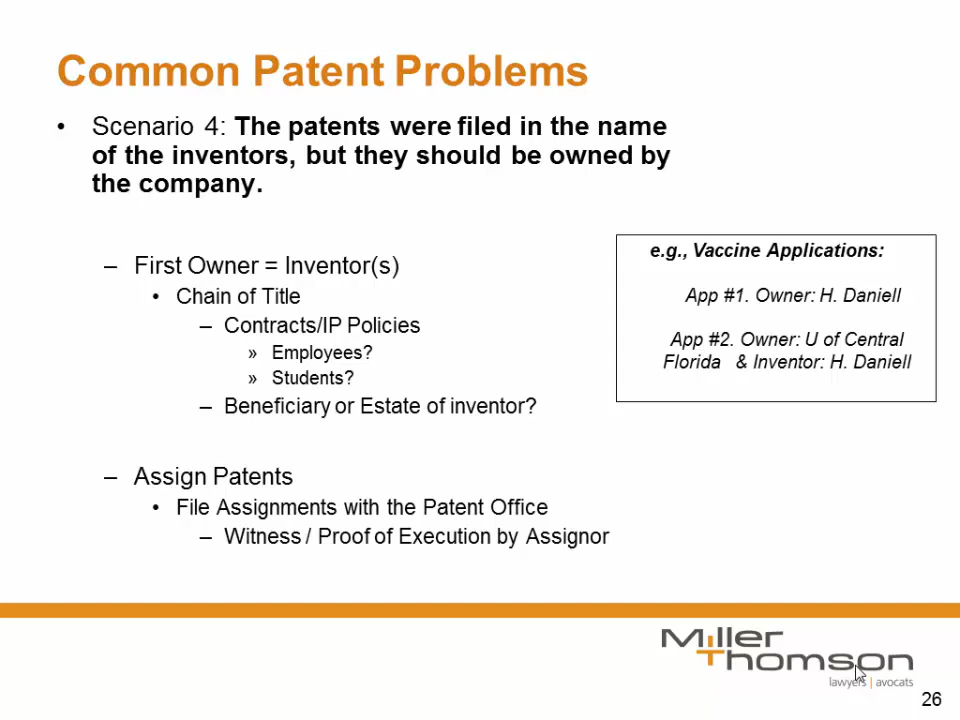 Common Patent Problems
• Scenario 4: The patents were filed in the name
of the inventors, but they should be owned by
the company.
– First Owner = Inventor(s)
• Chain of Title
– Contracts/IP Policies
» Employees?
» Students?
– Beneficiary or Estate of inventor?
– Assign Patents
• File Assignments with the Patent Office
– Witness / Proof of Execution by Assignor
e.g., Vaccine Applications:
App #1. Owner: H. Daniell
App #2. Owner: U of Central
Florida & Inventor: H. Daniell
Miller
Thomson
lawyers | avocats
26